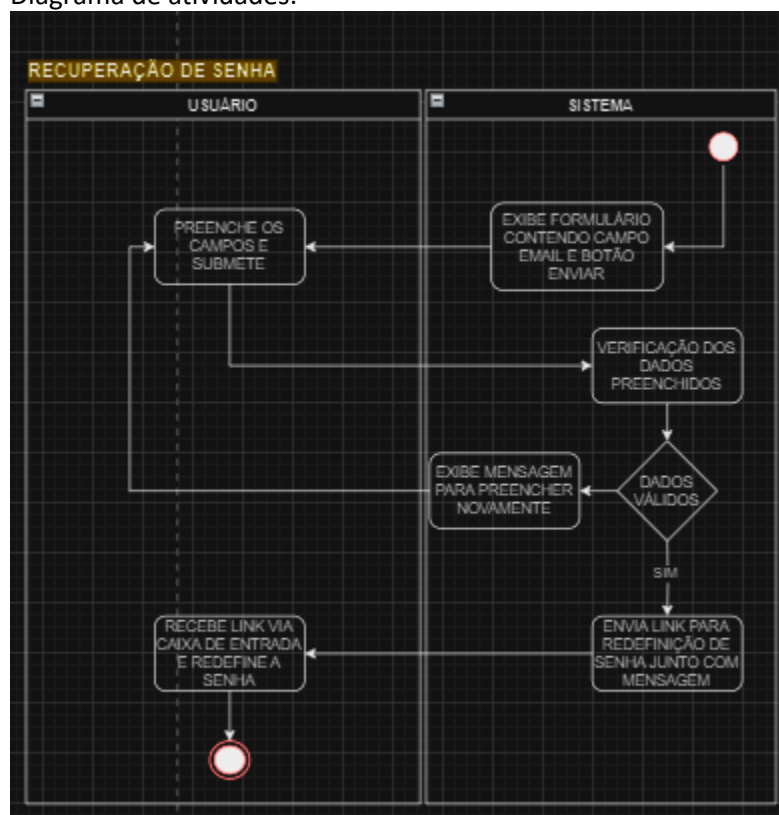 Diagrama de atividades:
RECUPERAÇÃO DE SENHA
USUÁRIO
SISTEMA
EXIBE FORMULÁRIO
CONTENDO CAMPO
EMAIL E BOTÃO
ENVIAR
PREENCHE OS
CAMPOS E
SUBMETE
VERIFICAÇÃO DOS
DADOS
PREENCHIDOS
DADOS
VÁLIDOS
EXIBE MENSAGEM
PARA PREENCHER
NOVAMENTE
SIM
ENVIA LINK PARA
REDEFINIÇÃO DE
SENHA JUNTO COM
MENSAGEM
RECEBE LINK VIA
CAIXA DE ENTRADA
E REDEFINE A
SENHA